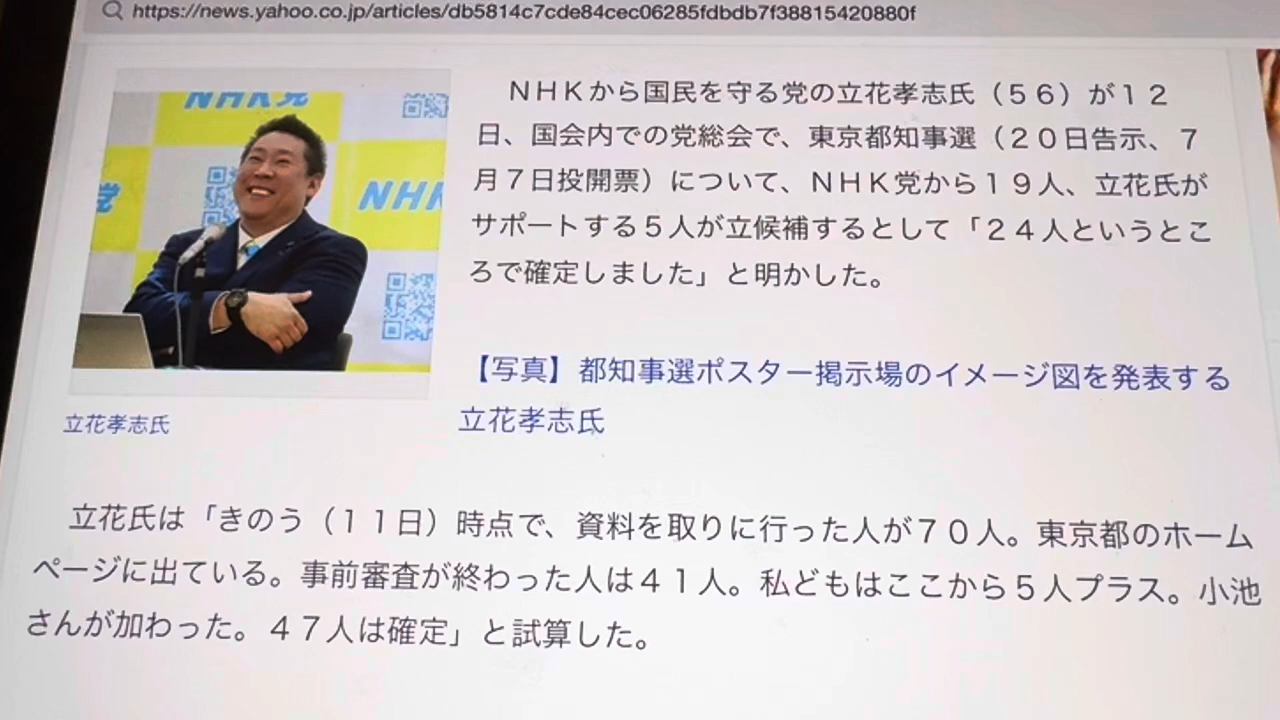 https://news.yahoo.co.jp/articles/db5814c7cde84cec06285fdbdb7f38815420880f
NHK党
党
NHK
NHKから国民を守る党の立花孝志氏(56)が12
日、国会内での党総会で、東京都知事選(20日告示、7
月7日投開票)について、NHK党から19人、立花氏が
サポートする5人が立候補するとして「24人というとこ
ろで確定しました」と明かした。
【写真】都知事選ポスター掲示場のイメージ図を発表する
立花孝志氏
立花孝志氏
立花氏は「きのう(11日)時点で、資料を取りに行った人が70人。東京都のホーム
ページに出ている。事前審査が終わった人は41人。私どもはここから5人プラス。小池
さんが加わった。47人は確定」と試算した。